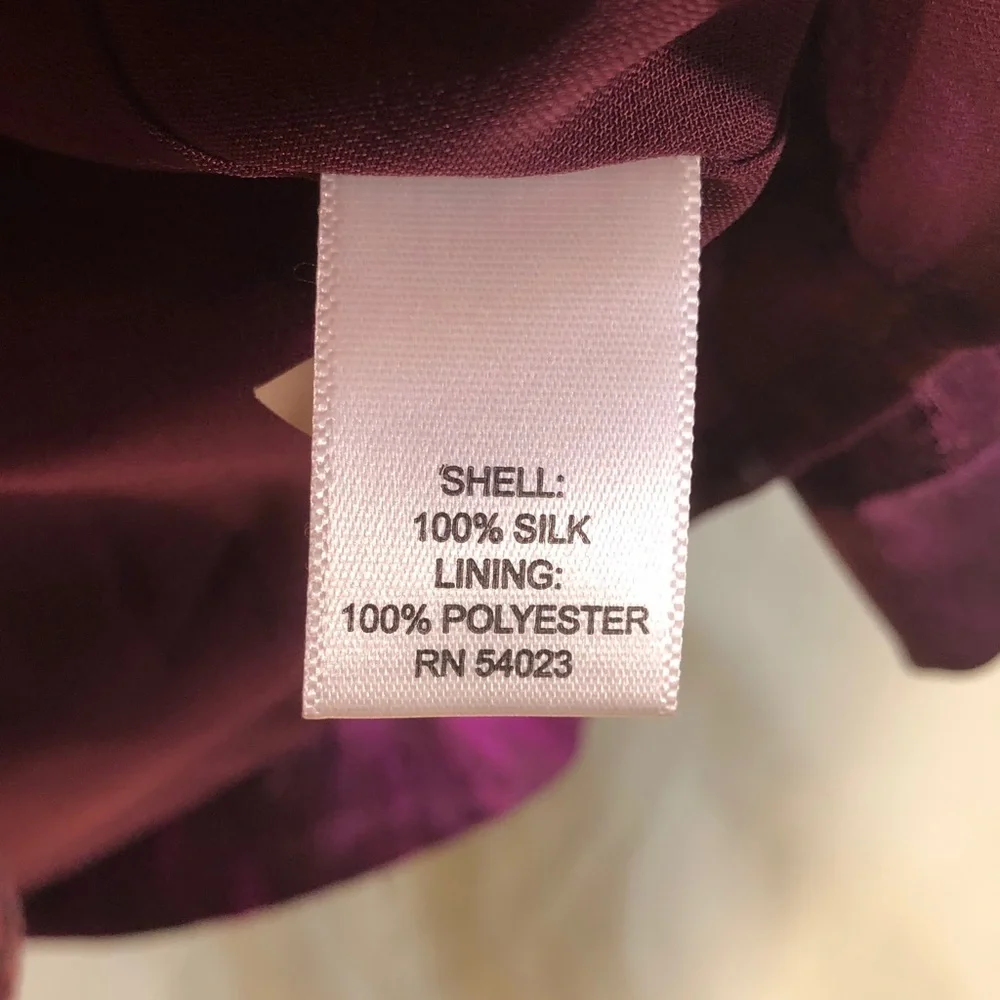 SHELL:
100% SILK
LINING:
100% POLYESTER
RN 54023